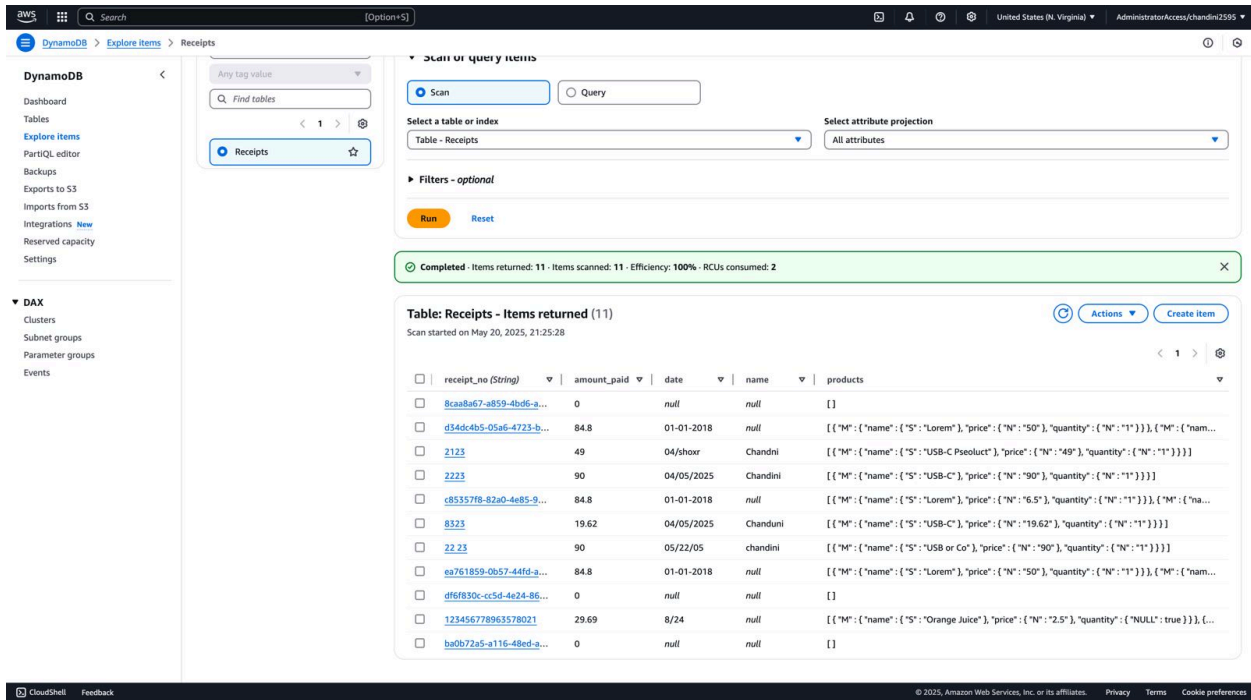 aws
Search
[Option+S]
United States (N. Virginia)
AdministratorAccess/chandini2595
DynamoDB > Explore items > Receipts
DynamoDB
Dashboard
Tables
Explore items
PartiQL editor
Backups
Exports to S3
Imports from S3
Integrations New
Reserved capacity
Settings
DAX
Clusters
Subnet groups
Parameter groups
Events
Any tag value
Find tables
1
Receipts
Scan or query items
Scan
Query
Select a table or index
Table - Receipts
Select attribute projection
All attributes
Filters - optional
Run
Reset
Completed · Items returned: 11 · Items scanned: 11 · Efficiency: 100% · RCUs consumed: 2
Table: Receipts - Items returned (11)
Scan started on May 20, 2025, 21:25:28
Actions
Create item
1
receipt_no (String) amount_paid date name products
8caa8a67-a859-4bd6-a... 0 null null []
d34dc4b5-05a6-4723-b... 84.8 01-01-2018 null [ { "M" : { "name" : { "S" : "Lorem" }, "price" : { "N" : "50" }, "quantity" : { "N" : "1" } } }, { "M" : { "nam...
2123 49 04/shoxr Chandni [ { "M" : { "name" : { "S" : "USB-C Pseoluct" }, "price" : { "N" : "49" }, "quantity" : { "N" : "1" } } } ]
2223 90 04/05/2025 Chandini [ { "M" : { "name" : { "S" : "USB-C" }, "price" : { "N" : "90" }, "quantity" : { "N" : "1" } } } ]
c85357f8-82a0-4e85-9... 84.8 01-01-2018 null [ { "M" : { "name" : { "S" : "Lorem" }, "price" : { "N" : "6.5" }, "quantity" : { "N" : "1" } } }, { "M" : { "na...
8323 19.62 04/05/2025 Chanduni [ { "M" : { "name" : { "S" : "USB-C" }, "price" : { "N" : "19.62" }, "quantity" : { "N" : "1" } } } ]
22 23 90 05/22/05 chandini [ { "M" : { "name" : { "S" : "USB or Co" }, "price" : { "N" : "90" }, "quantity" : { "N" : "1" } } } ]
ea761859-0b57-44fd-a... 84.8 01-01-2018 null [ { "M" : { "name" : { "S" : "Lorem" }, "price" : { "N" : "50" }, "quantity" : { "N" : "1" } } }, { "M" : { "nam...
df6f830c-cc5d-4e24-86... 0 null null []
123456778963578021 29.69 8/24 null [ { "M" : { "name" : { "S" : "Orange Juice" }, "price" : { "N" : "2.5" }, "quantity" : { "NULL" : true } } }, {...
ba0b72a5-a116-48ed-a... 0 null null []
CloudShell Feedback
© 2025, Amazon Web Services, Inc. or its affiliates. Privacy Terms Cookie preferences